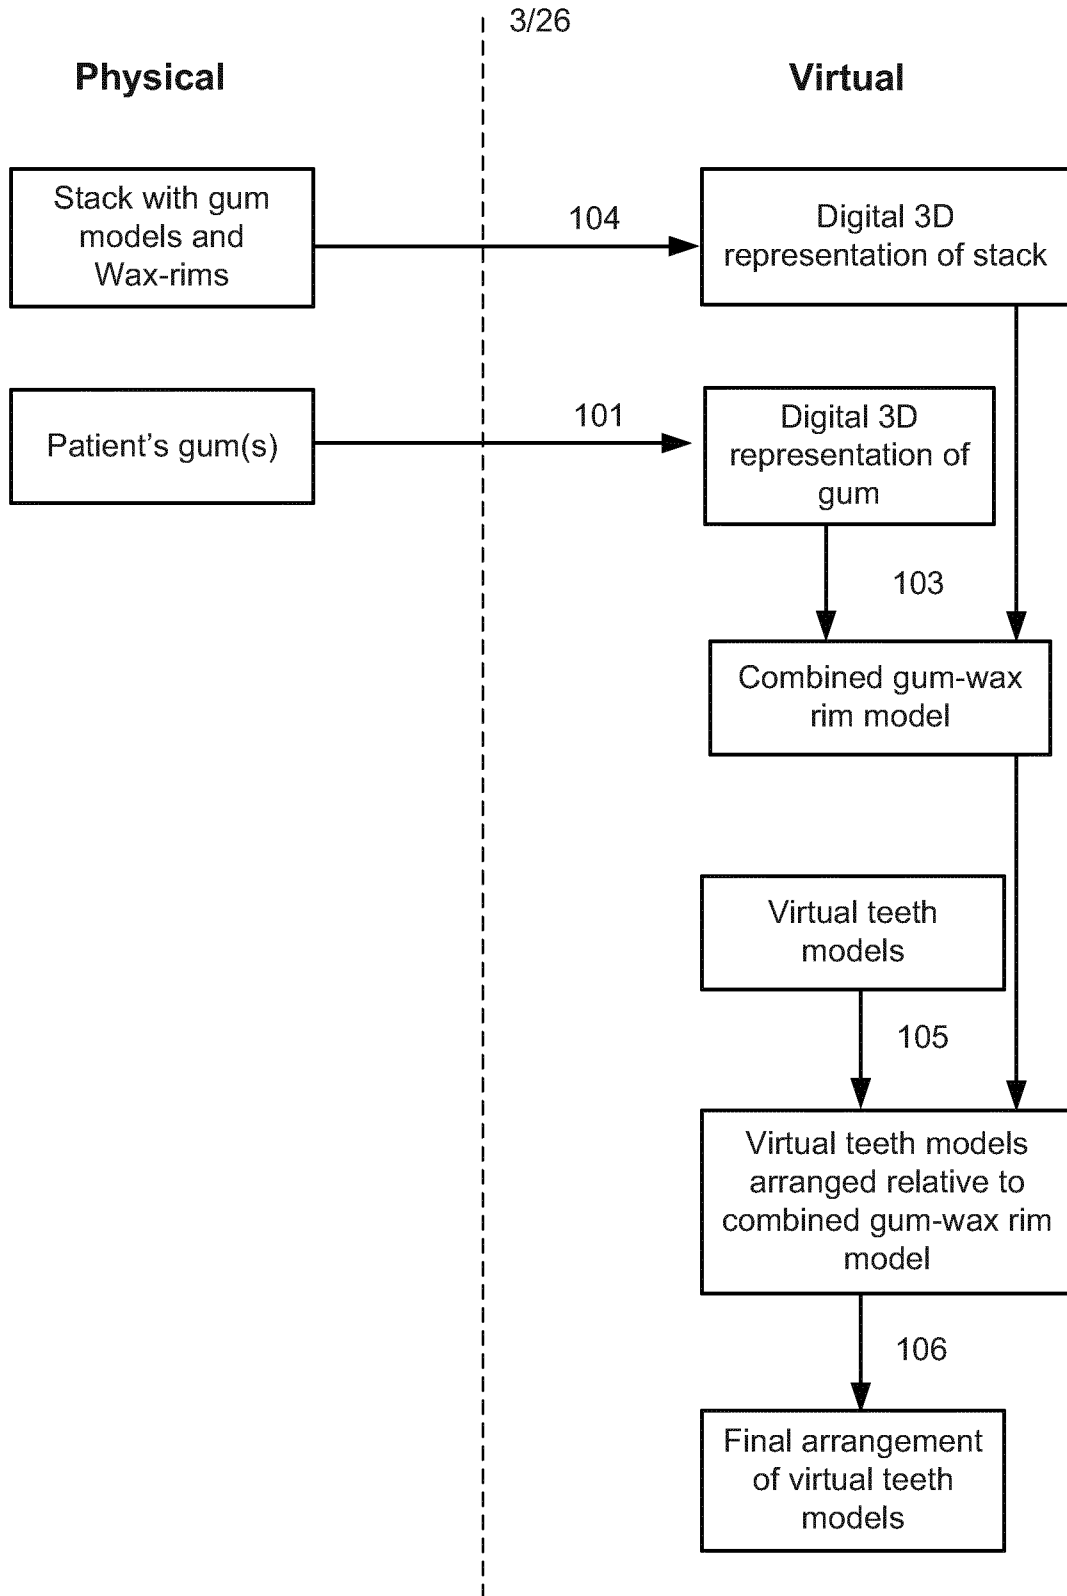 3/26
Physical
Virtual
Stack with gum
models and
Wax-rims
104
Digital 3D
representation of stack
Patient's gum(s)
101
Digital 3D
representation of
gum
103
Combined gum-wax
rim model
Virtual teeth
models
105
Virtual teeth models
arranged relative to
combined gum-wax rim
model
106
Final arrangement
of virtual teeth
models